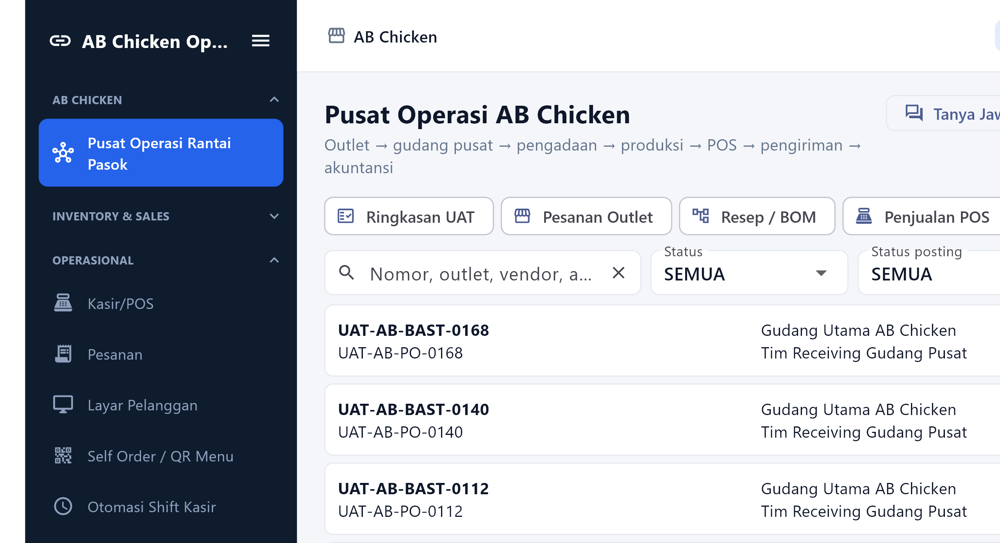 AB Chicken Op...
AB CHICKEN
Pusat Operasi Rantai
Pasok
INVENTORY & SALES
OPERASIONAL
Kasir/POS
Pesanan
Layar Pelanggan
Self Order / QR Menu
Otomasi Shift Kasir
AB Chicken
Pusat Operasi AB Chicken
Tanya
Outlet → gudang pusat → pengadaan → produksi → POS → pengiriman →
akuntansi
Ringkasan UAT
Pesanan Outlet
Resep / BOM
Penjualan POS
Nomor, outlet, vendor, a...
Status
SEMUA
Status posting
SEMUA
UAT-AB-BAST-0168
UAT-AB-PO-0168
Gudang Utama AB Chicken
Tim Receiving Gudang Pusat
UAT-AB-BAST-0140
UAT-AB-PO-0140
Gudang Utama AB Chicken
Tim Receiving Gudang Pusat
UAT-AB-BAST-0112
UAT-AB-PO-0112
Gudang Utama AB Chicken
Tim Receiving Gudang Pusat